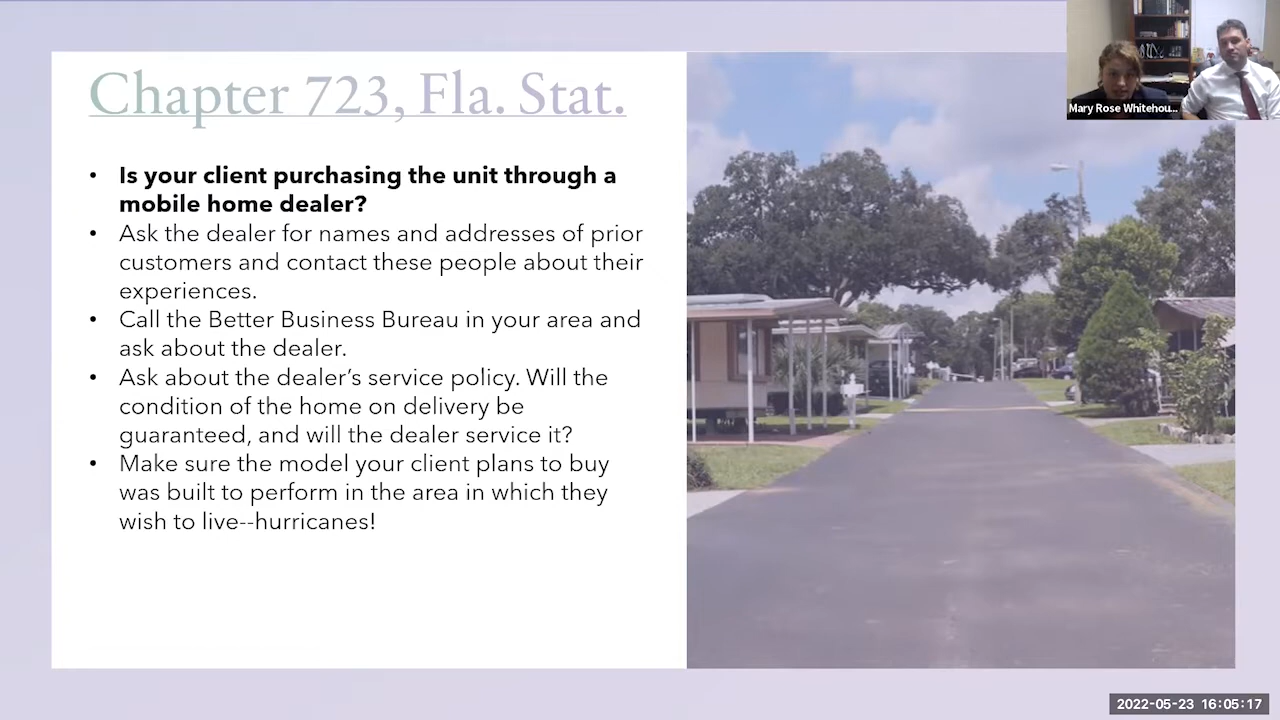 Chapter 723, Fla. Stat.
• Is your client purchasing the unit through a
mobile home dealer?
• Ask the dealer for names and addresses of prior
customers and contact these people about their
experiences.
• Call the Better Business Bureau in your area and
ask about the dealer.
• Ask about the dealer’s service policy. Will the
condition of the home on delivery be
guaranteed, and will the dealer service it?
• Make sure the model your client plans to buy
was built to perform in the area in which they
wish to live--hurricanes!
Mary Rose Whitehou...
2022-05-23 16:05:17